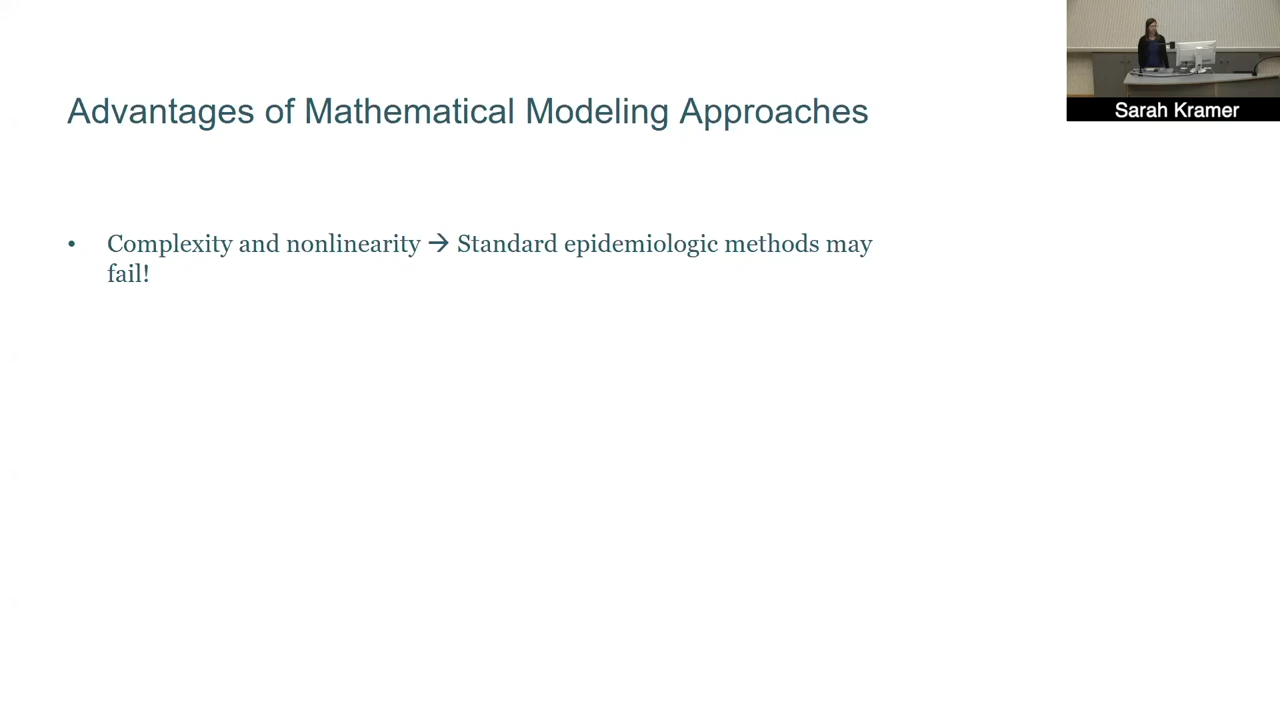 Sarah Kramer
Advantages of Mathematical Modeling Approaches
• Complexity and nonlinearity → Standard epidemiologic methods may
fail!